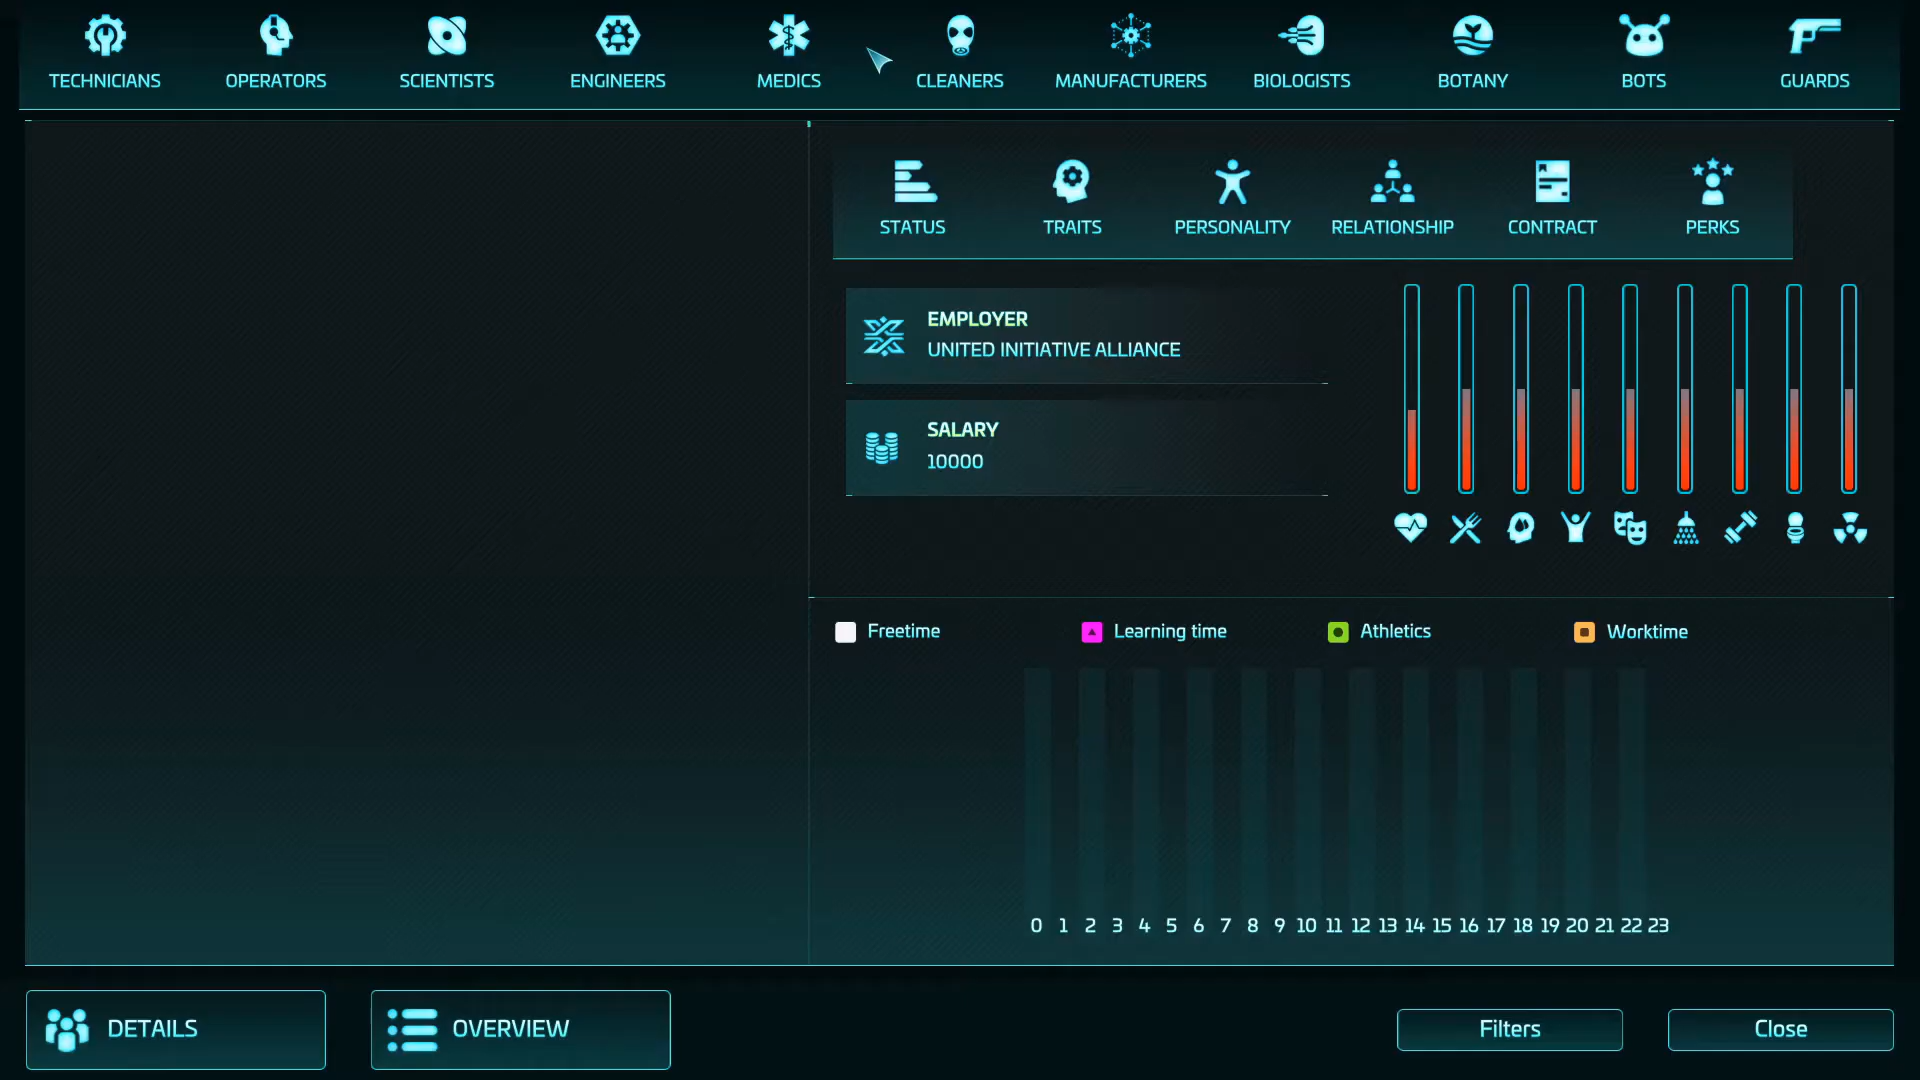 TECHNICIANS OPERATORS SCIENTISTS ENGINEERS MEDICS CLEANERS MANUFACTURERS BIOLOGISTS BOTANY BOTS GUARDS
STATUS TRAITS PERSONALITY RELATIONSHIP CONTRACT PERKS
EMPLOYER
UNITED INITIATIVE ALLIANCE
SALARY
10000
Freetime Learning time Athletics Worktime
0 1 2 3 4 5 6 7 8 9 10 11 12 13 14 15 16 17 18 19 20 21 22 23
DETAILS OVERVIEW Filters Close